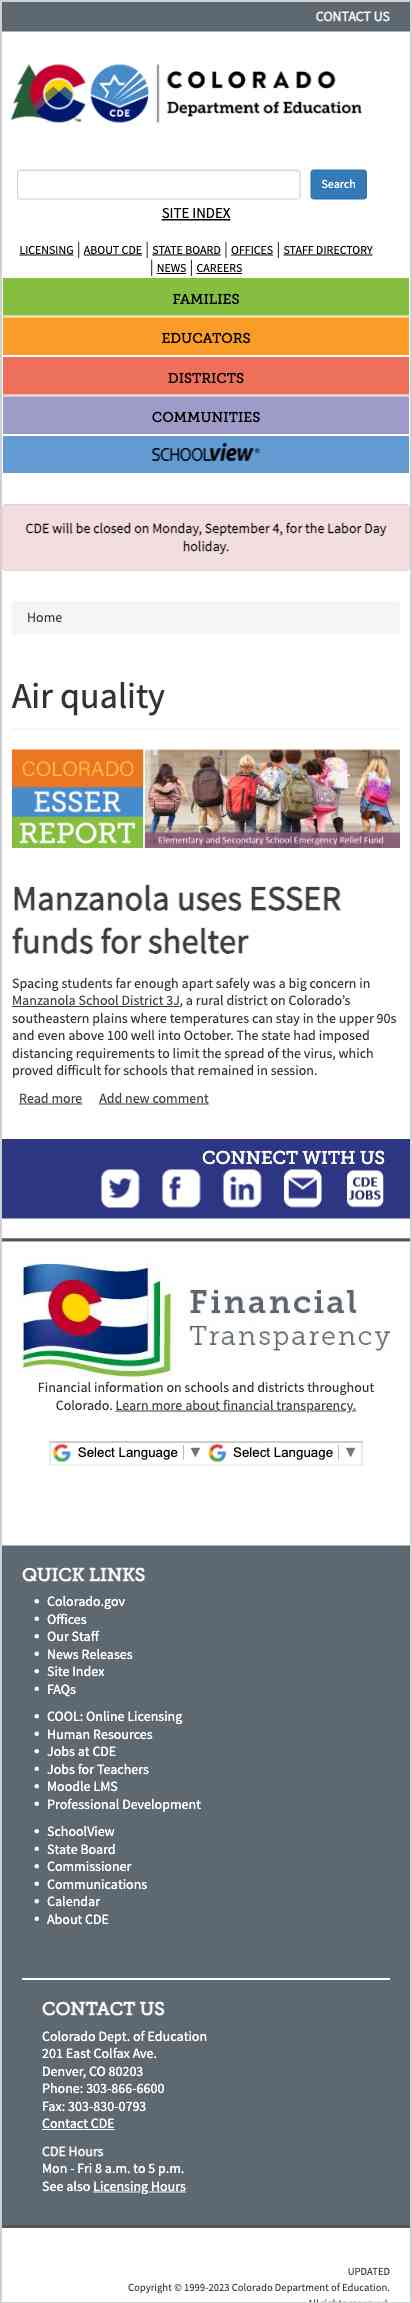 CONTACT US
COLORADO
Department of Education
CDE
Search
SITE INDEX
LICENSING | ABOUT CDE | STATE BOARD | OFFICES | STAFF DIRECTORY
| NEWS | CAREERS
FAMILIES
EDUCATORS
DISTRICTS
COMMUNITIES
SCHOOLVIEW®
CDE will be closed on Monday, September 4, for the Labor Day
holiday.
Home
Air quality
COLORADO
ESSER
REPORT
Elementary and Secondary School Emergency Relief Fund
Manzanola uses ESSER
funds for shelter
Spacing students far enough apart safely was a big concern in
Manzanola School District 3J, a rural district on Colorado's
southeastern plains where temperatures can stay in the upper 90s
and even above 100 well into October. The state had imposed
distancing requirements to limit the spread of the virus, which
proved difficult for schools that remained in session.
Read more Add new comment
CONNECT WITH US
CDE
JOBS
Financial
Transparency
Financial information on schools and districts throughout
Colorado. Learn more about financial transparency.
Select Language ▼ Select Language ▼
QUICK LINKS
• Colorado.gov
• Offices
• Our Staff
• News Releases
• Site Index
• FAQs
• COOL: Online Licensing
• Human Resources
• Jobs at CDE
• Jobs for Teachers
• Moodle LMS
• Professional Development
• SchoolView
• State Board
• Commissioner
• Communications
• Calendar
• About CDE
CONTACT US
Colorado Dept. of Education
201 East Colfax Ave.
Denver, CO 80203
Phone: 303-866-6600
Fax: 303-830-0793
Contact CDE
CDE Hours
Mon - Fri 8 a.m. to 5 p.m.
See also Licensing Hours
UPDATED
Copyright © 1999-2023 Colorado Department of Education.